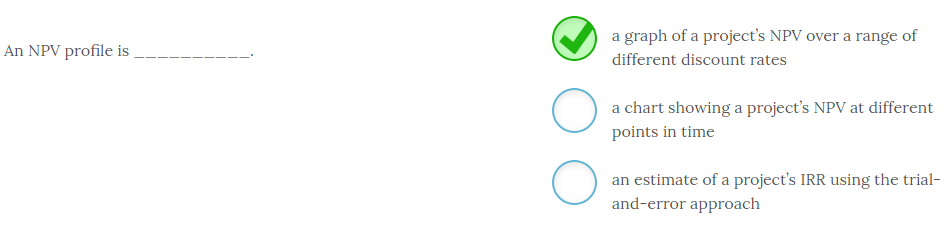 An NPV profile is __________.
a graph of a project’s NPV over a range of
different discount rates
a chart showing a project’s NPV at different
points in time
an estimate of a project’s IRR using the trial-
and-error approach